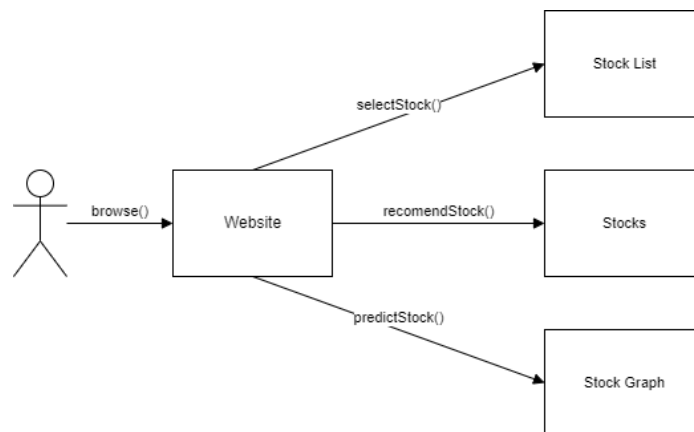 Stock List
selectStock()
browse()
Website
recomendStock()
Stocks
predictStock()
Stock Graph